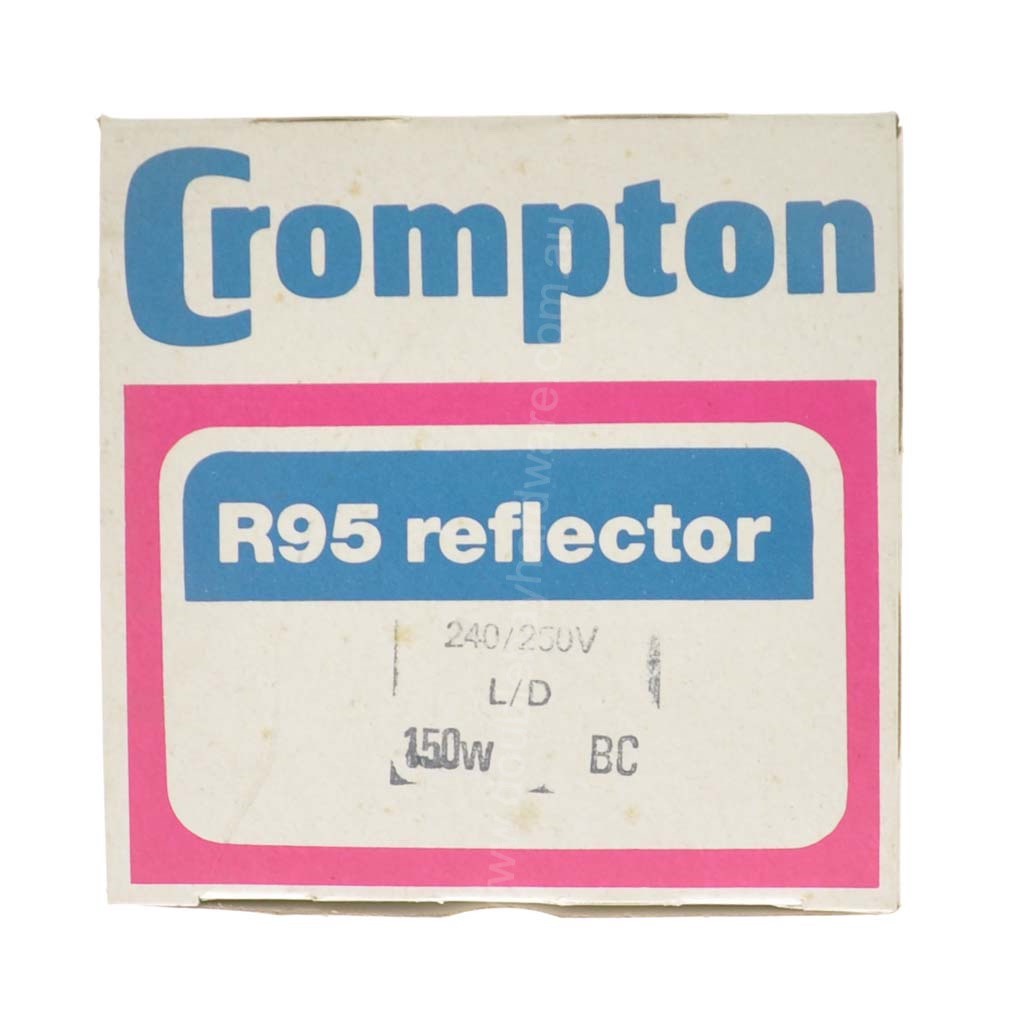 Crompton
R95 reflector
240/250V
L/D
150W BC